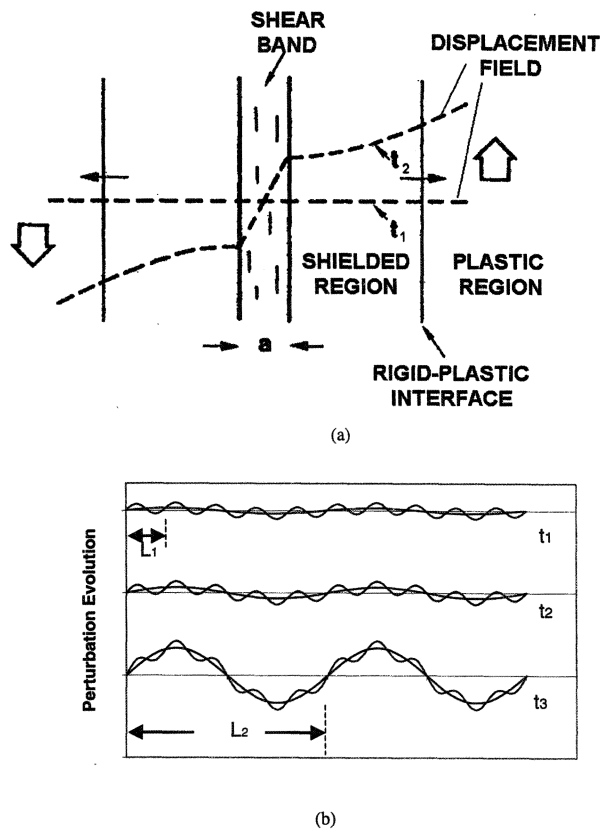 SHEAR
BAND
DISPLACEMENT
FIELD
t2
t1
SHIELDED
REGION
PLASTIC
REGION
a
RIGID-PLASTIC
INTERFACE
(a)
Perturbation Evolution
L1
t1
t2
t3
L2
(b)